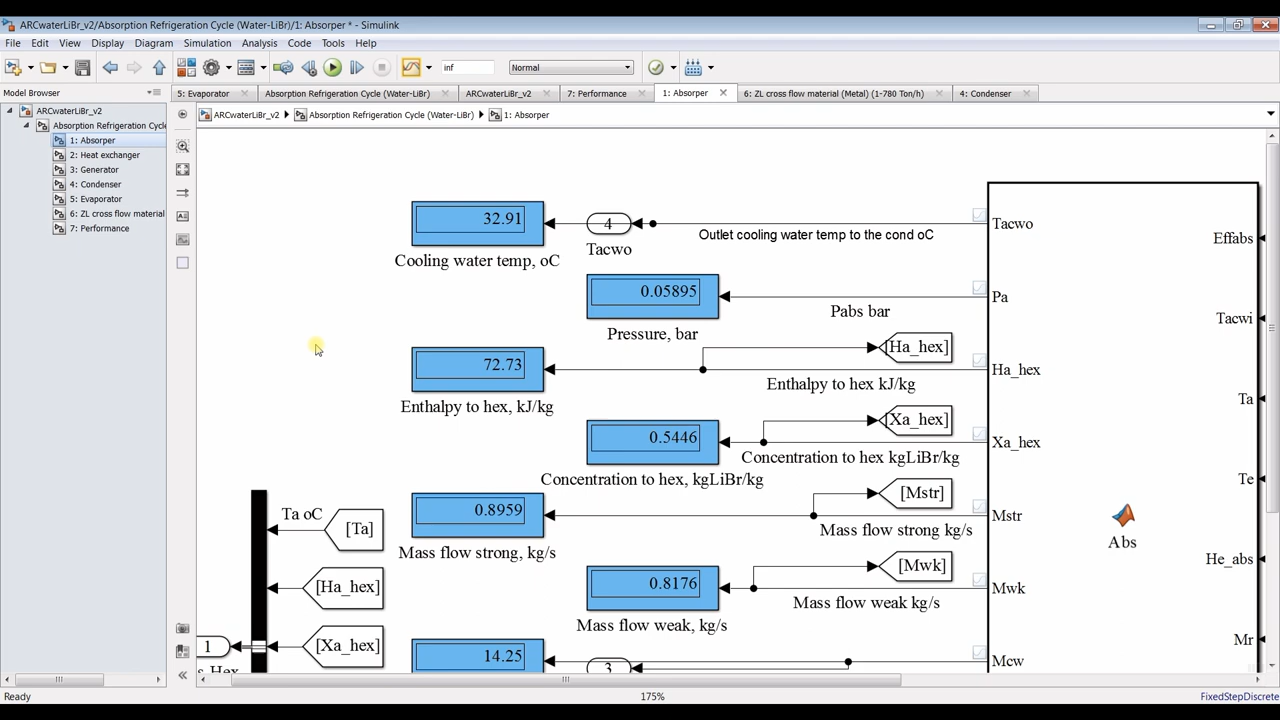 ARCwaterLiBr_v2/Absorption Refrigeration Cycle (Water-LiBr)/1: Absorper * - Simulink
File Edit View Display Diagram Simulation Analysis Code Tools Help
inf Normal
Model Browser
5: Evaporator Absorption Refrigeration Cycle (Water-LiBr) ARCwaterLiBr_v2 7: Performance 1: Absorper 6: ZL cross flow material (Metal) (1-780 Ton/h) 4: Condenser
ARCwaterLiBr_v2
Absorption Refrigeration Cycle
1: Absorper
2: Heat exchanger
3: Generator
4: Condenser
5: Evaporator
6: ZL cross flow material
7: Performance
ARCwaterLiBr_v2 Absorption Refrigeration Cycle (Water-LiBr) 1: Absorper
32.91
Cooling water temp, oC
4
Tacwo
Outlet cooling water temp to the cond oC
Tacwo
Effabs
0.05895
Pressure, bar
Pabs bar
Pa
Tacwi
72.73
Enthalpy to hex, kJ/kg
[Ha_hex]
Enthalpy to hex kJ/kg
Ha_hex
Ta
0.5446
Concentration to hex, kgLiBr/kg
[Xa_hex]
Concentration to hex kgLiBr/kg
Xa_hex
Te
0.8959
Mass flow strong, kg/s
[Mstr]
Mass flow strong kg/s
Mstr
Abs
He_abs
Ta oC
[Ta]
[Ha_hex]
[Xa_hex]
1
0.8176
Mass flow weak, kg/s
[Mwk]
Mass flow weak kg/s
Mwk
Mr
14.25
3
Mcw
Ready 175% FixedStepDiscrete